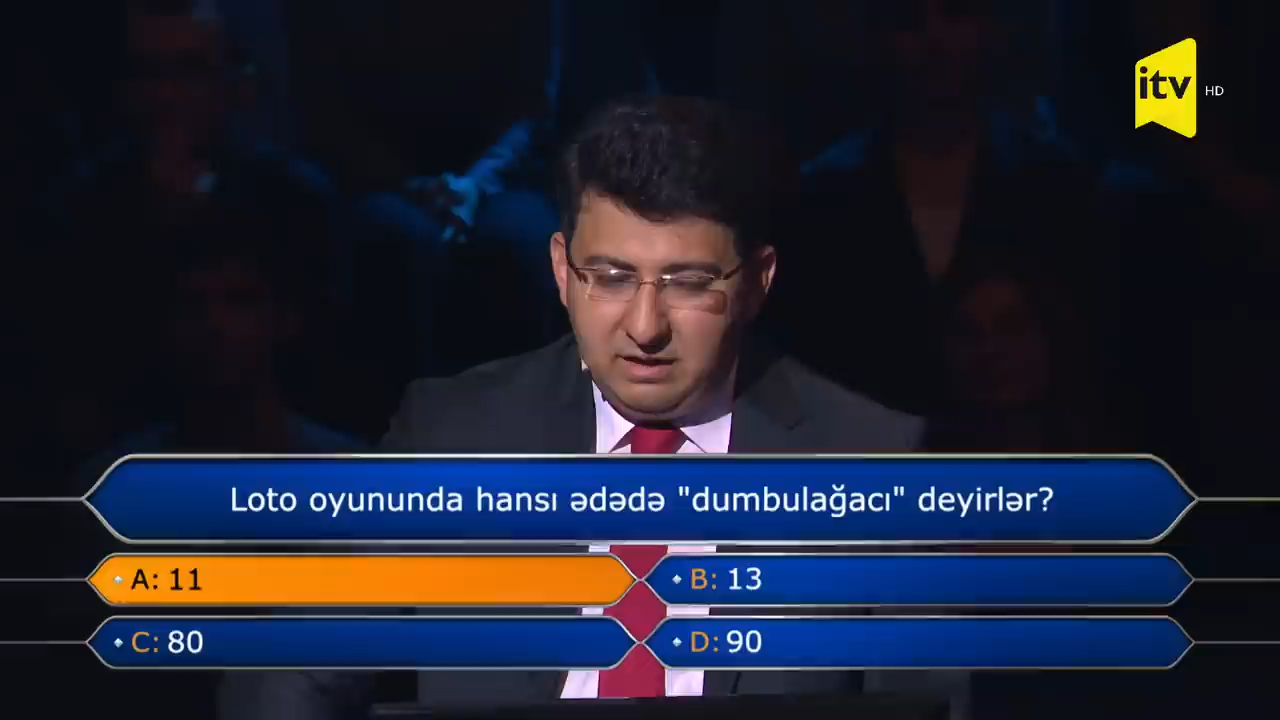 itv HD
Loto oyununda hansı ədədə "dumbulağacı" deyirlər?
A: 11
B: 13
C: 80
D: 90